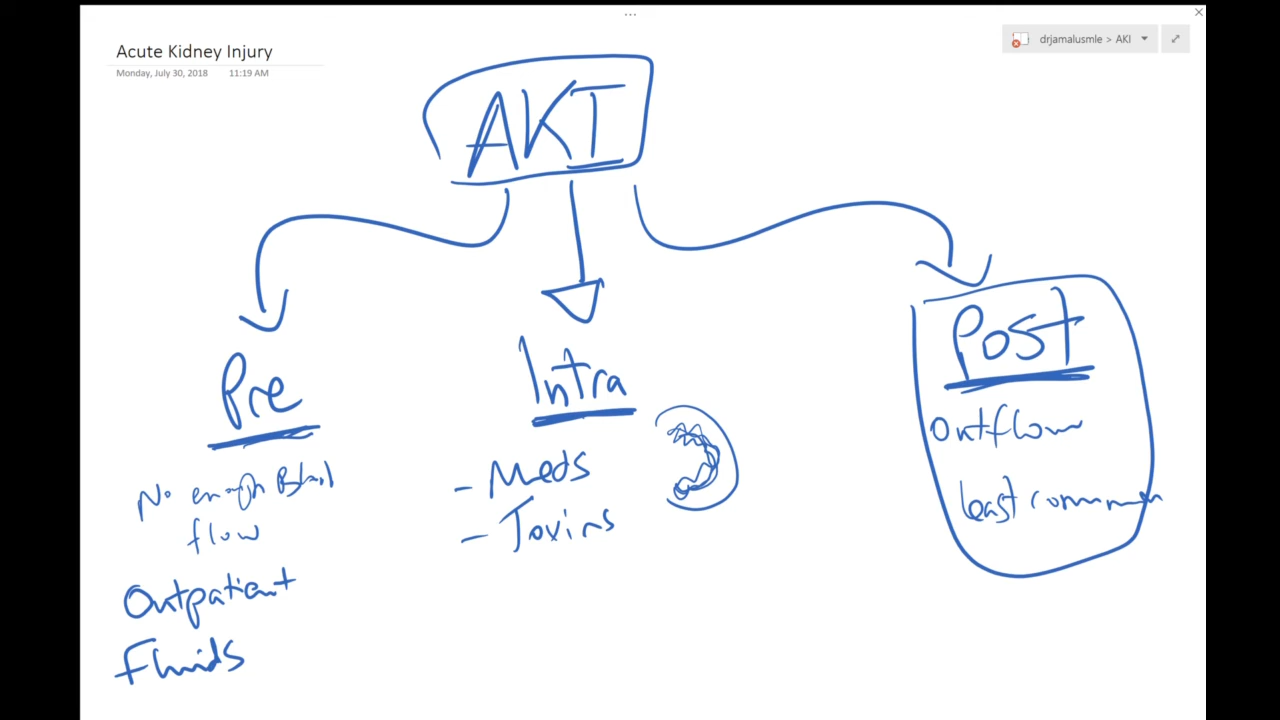 ...
Acute Kidney Injury
drjamalusmle > AKI
Monday, July 30, 2018 11:19 AM
AKI
Pre
No enough Blood
flow
Outpatient
Fluids
Intra
- Meds
- Toxins
Post
Outflow
least common